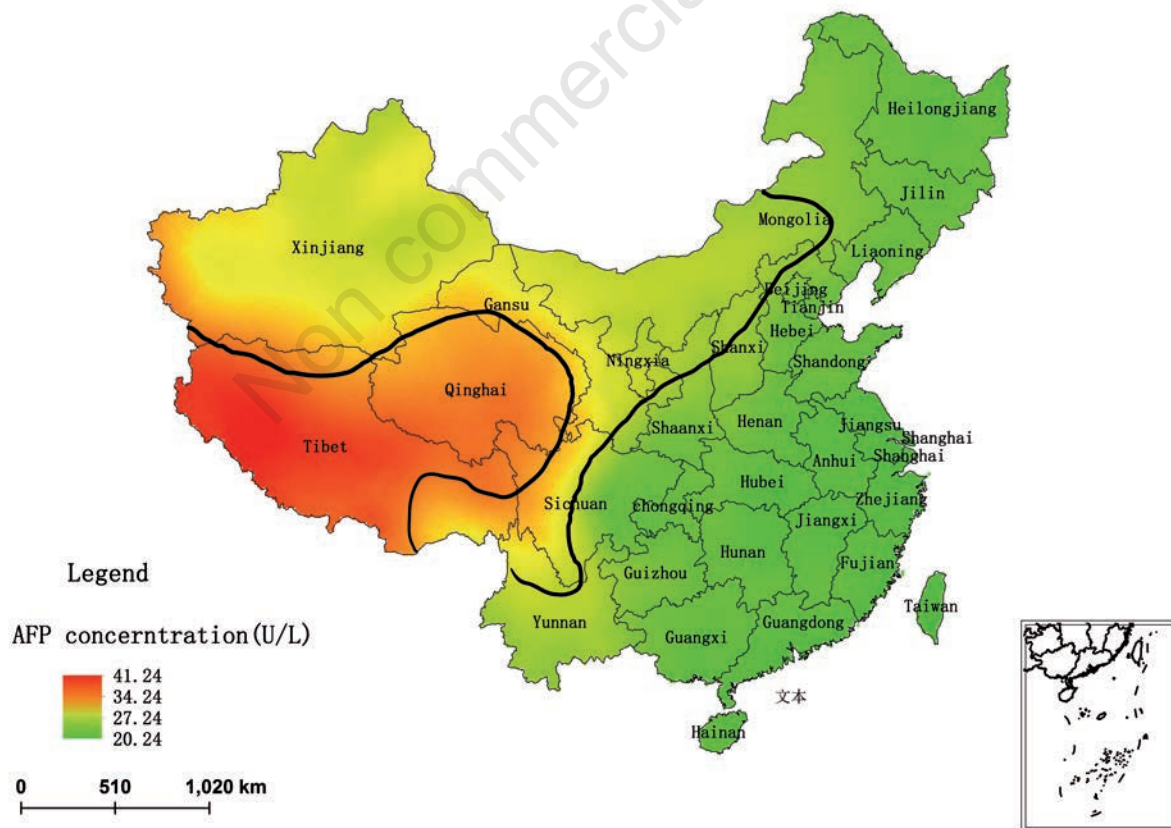 Non commercial
Heilongjiang
Jilin
Mongolia
Liaoning
Xinjiang
Beijing
Tianjin
Gansu
Hebei
Shanxi
Ningxia
Shandong
Qinghai
Henan
Shaanxi
Jiangsu
Shanghai
Tibet
Anhui
Shanghai
Hubei
Zhejiang
Sichuan
Chongqing
Jiangxi
Hunan
Fujian
Guizhou
Taiwan
Yunnan
Guangdong
Guangxi
文本
Hainan
Legend
AFP concerntration(U/L)
41.24
34.24
27.24
20.24
0 510 1,020 km